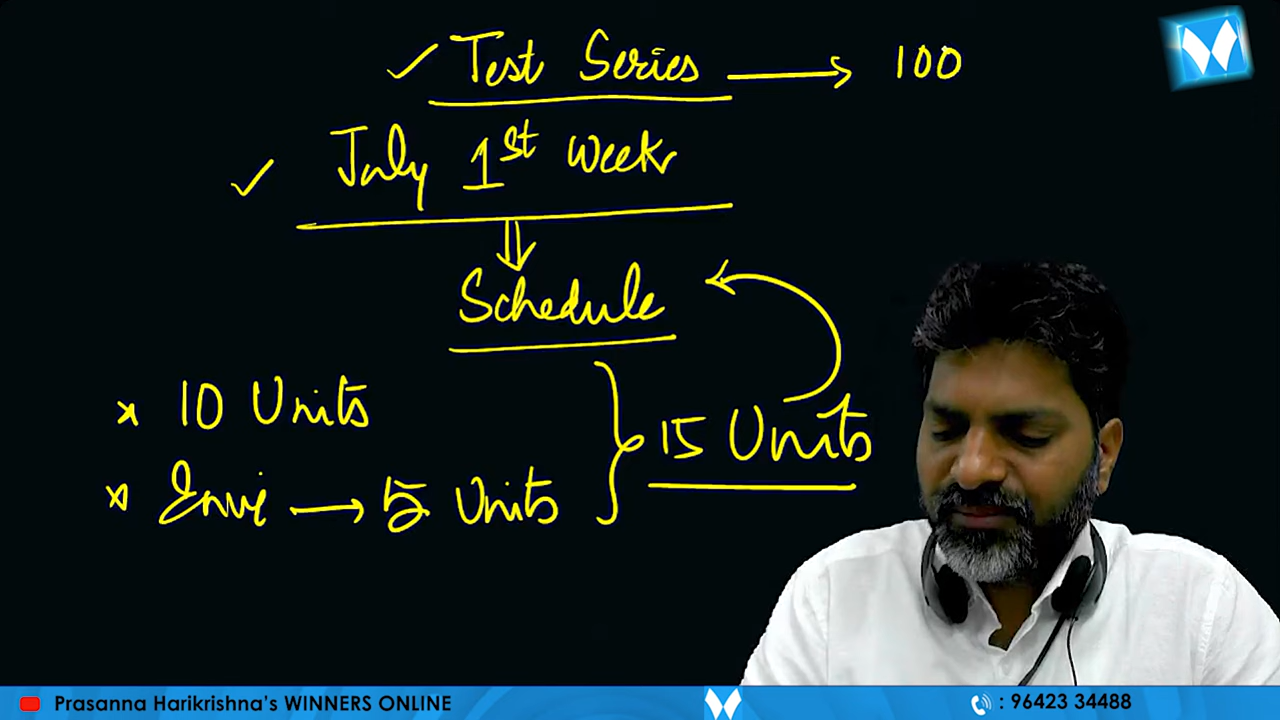 ✓ Test Series → 100
✓ July 1st week
⇓
Schedule
* 10 Units
* Envi → 5 Units
15 Units
Prasanna Harikrishna's WINNERS ONLINE
: 96423 34488